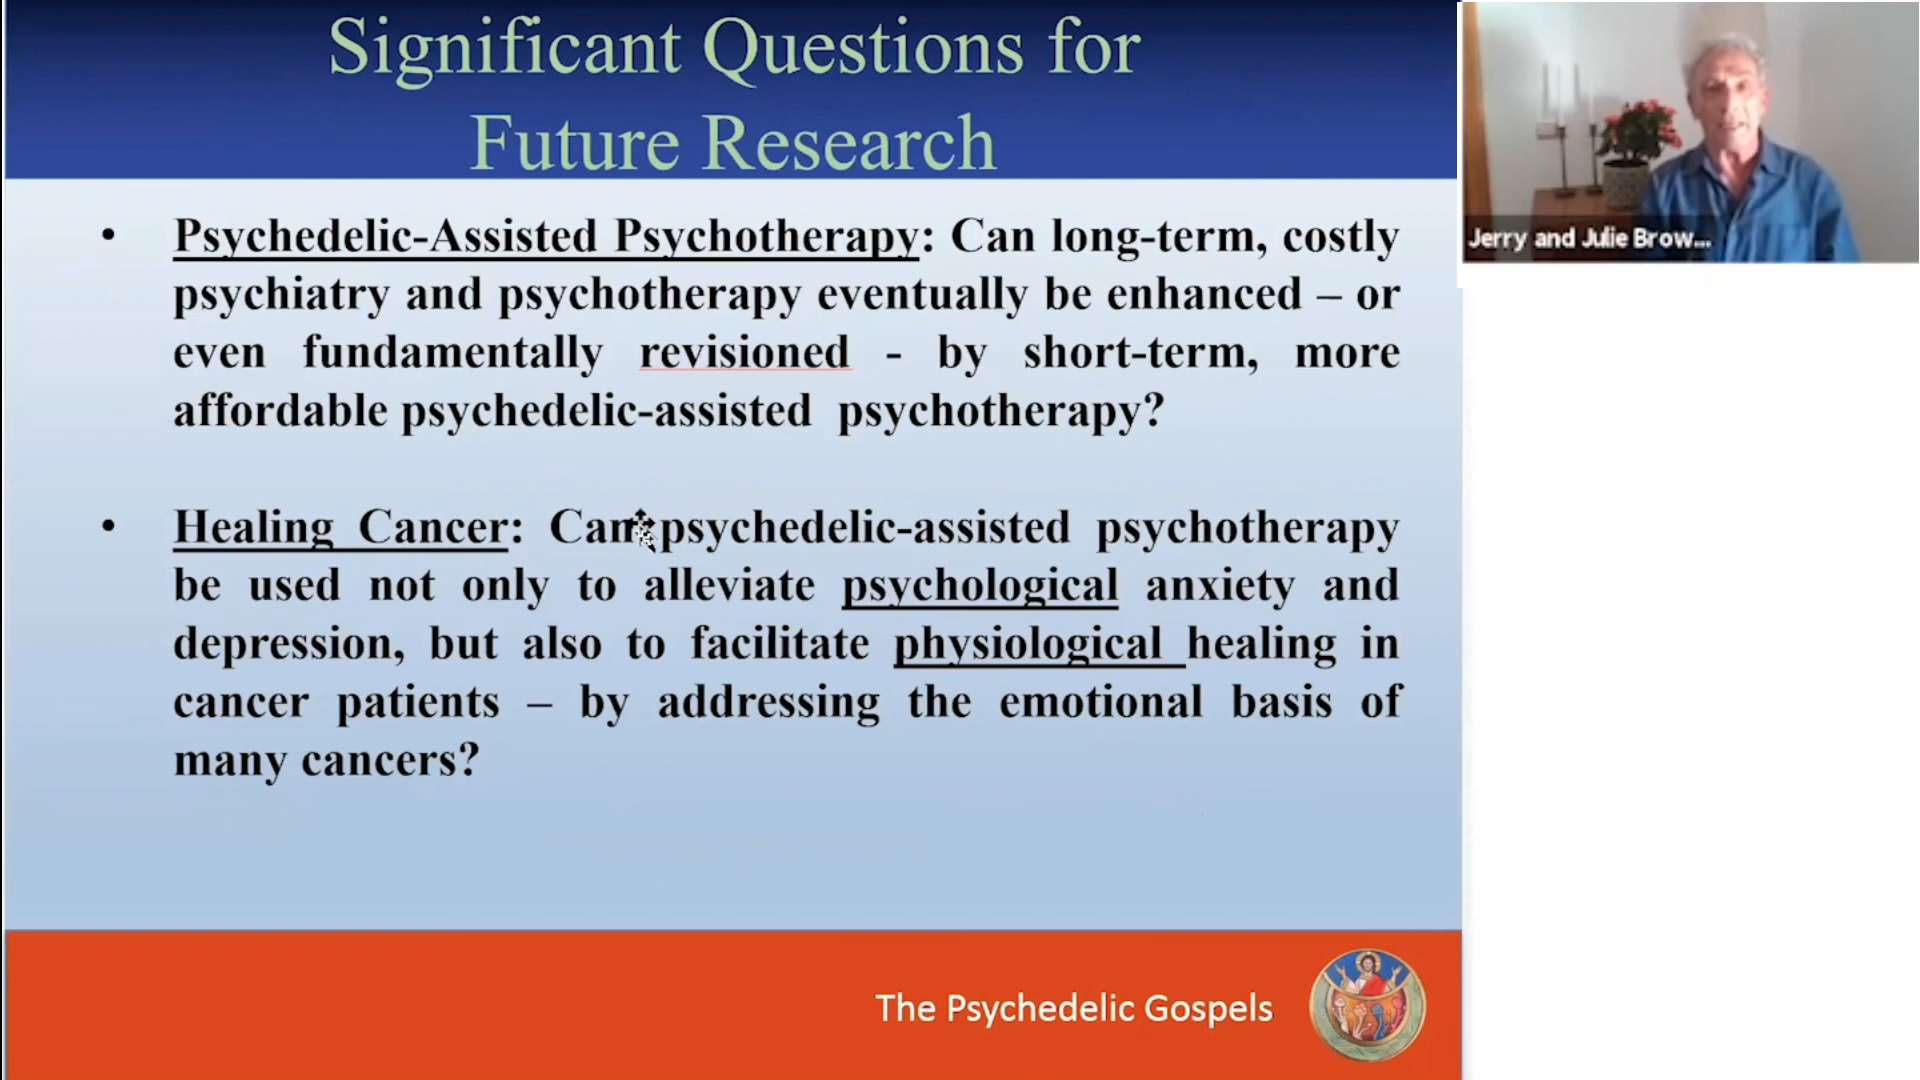 Significant Questions for
Future Research
• Psychedelic-Assisted Psychotherapy: Can long-term, costly
psychiatry and psychotherapy eventually be enhanced – or
even fundamentally revisioned - by short-term, more
affordable psychedelic-assisted psychotherapy?
• Healing Cancer: Can psychedelic-assisted psychotherapy
be used not only to alleviate psychological anxiety and
depression, but also to facilitate physiological healing in
cancer patients – by addressing the emotional basis of
many cancers?
The Psychedelic Gospels
Jerry and Julie Brow...